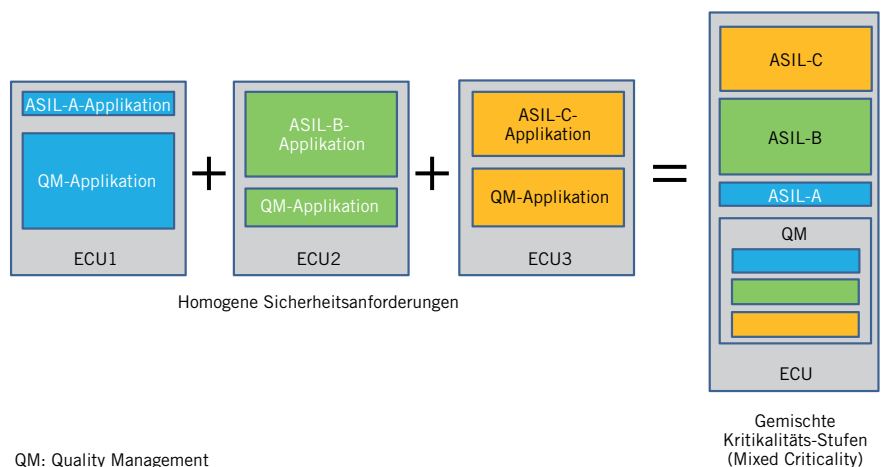 ASIL-A-Applikation
QM-Applikation
ECU1
+
ASIL-B-
Applikation
QM-Applikation
ECU2
+
ASIL-C-
Applikation
QM-Applikation
ECU3
=
ASIL-C
ASIL-B
ASIL-A
QM
ECU
Homogene Sicherheitsanforderungen
Gemischte
Kritikalitäts-Stufen
(Mixed Criticality)
QM: Quality Management